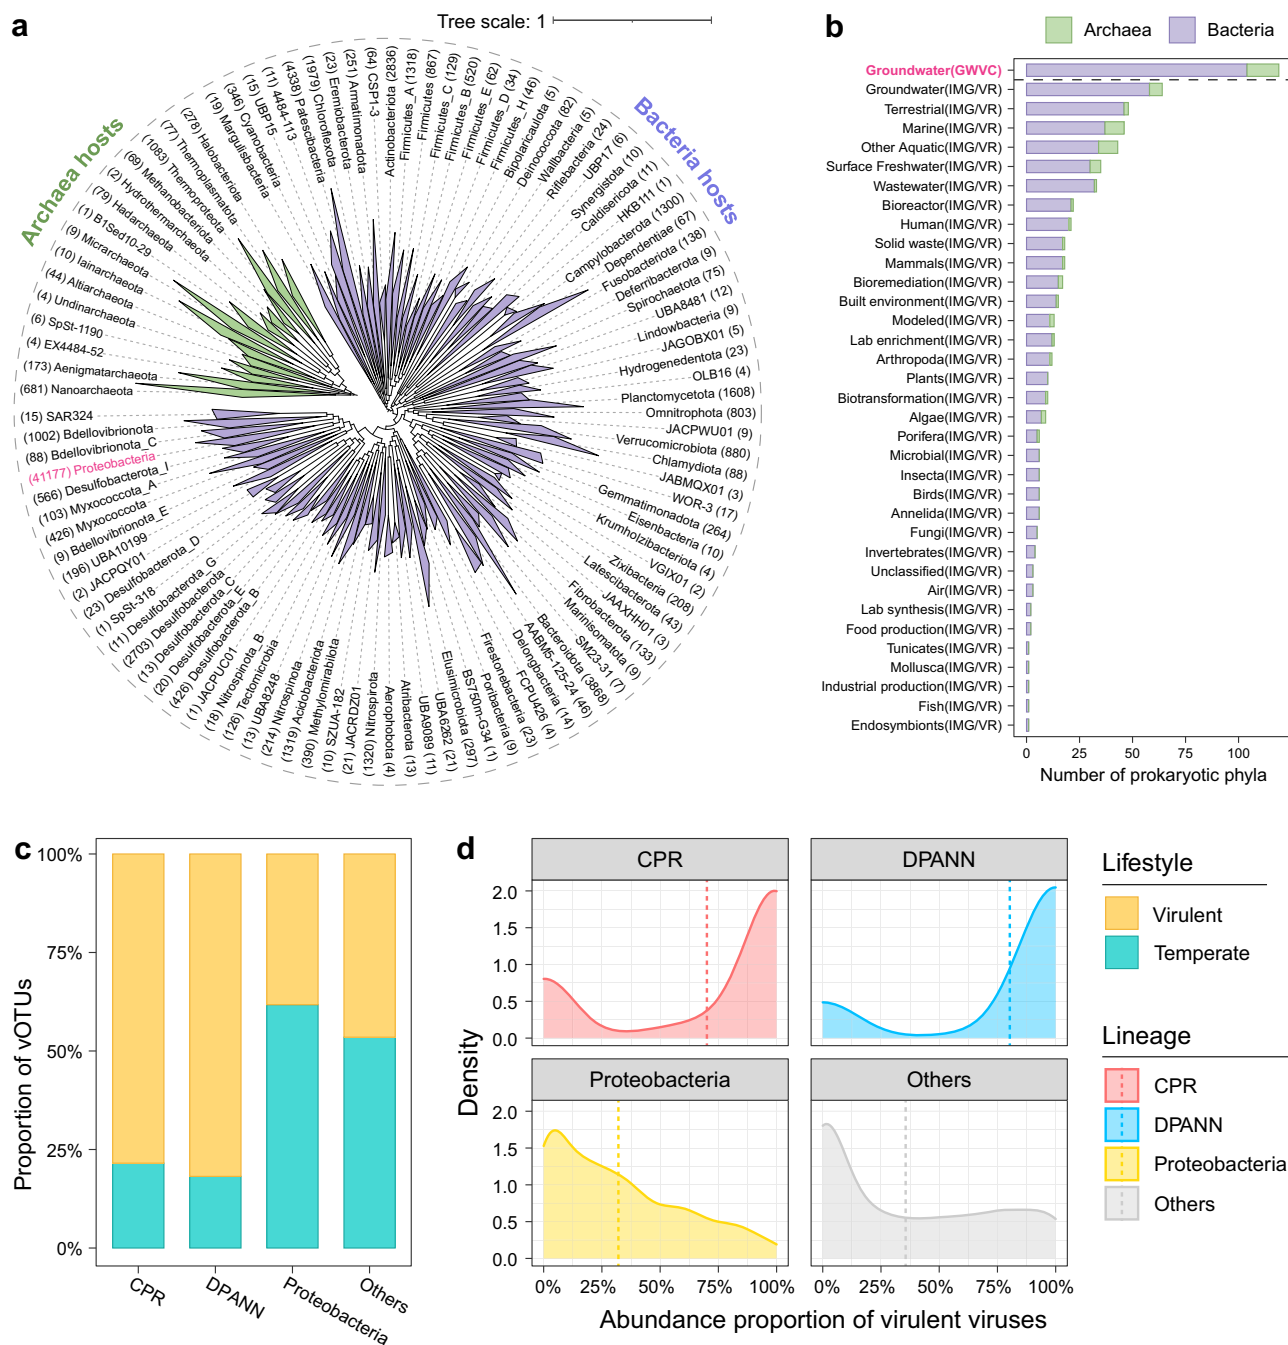 a
Tree scale: 1
Archaea hosts
Bacteria hosts
(681) Nanoarchaeota
(173) Aenigmatarchaeota
(4) EX4484-52
(6) SpSt-1190
(4) Undinarchaeota
(44) Altiarchaeota
(10) Iainarchaeota
(9) Micrarchaeota
(1) B1Sed10-29
(79) Hadarchaeota
(2) Hydrothermarchaeota
(69) Methanobacteriota
(1083) Thermoproteota
(77) Thermoplasmatota
(278) Halobacteriota
(19) Margulisbacteria
(346) Cyanobacteria
(15) UBP15
(11) 4484-113
(4338) Patescibacteria
(1979) Chloroflexota
(23) Eremiobacterota
(251) Armatimonadota
(64) CSP1-3
Actinobacteriota (2836)
Firmicutes_A (1318)
Firmicutes (867)
Firmicutes_C (129)
Firmicutes_B (520)
Firmicutes_E (62)
Firmicutes_D (34)
Firmicutes_H (46)
Bipolaricaulota (5)
Deinococcota (82)
Wallbacteria (5)
Riflebacteria (24)
UBP17 (6)
Synergistota (10)
Caldisericota (11)
HKB111 (1)
Campylobacterota (1300)
Dependentiae (67)
Fusobacteriota (138)
Deferribacterota (9)
Spirochaetota (75)
UBA8481 (12)
Lindowbacteria (9)
JAGOBX01 (5)
Hydrogenedentota (23)
OLB16 (4)
Planctomycetota (1608)
Omnitrophota (803)
JACPWU01 (9)
Verrucomicrobiota (880)
Chlamydiota (88)
JABMQX01 (3)
WOR-3 (17)
Gemmatimonadota (264)
Eisenbacteria (10)
Krumholzibacteriota (4)
VGIX01 (2)
Zixibacteria (208)
Latescibacterota (43)
JAAXHH01 (3)
Fibrobacterota (133)
Marinisomatota (9)
SM23-31 (7)
Bacteroidota (3868)
AABM5-125-24 (46)
Delongbacteria (14)
FCPU426 (4)
Firestonebacteria (23)
Poribacteria (9)
BS750m-G34 (1)
Elusimicrobiota (297)
UBA6262 (21)
UBA9089 (11)
Atribacterota (13)
Aerophobota (4)
(1320) Nitrospirota
(21) JACRDZ01
(10) SZUA-182
(390) Methylomirabilota
(1319) Acidobacteriota
(214) Nitrospinota
(13) UBA8248
(126) Tectomicrobia
(18) Nitrospinota_B
(1) JACPUC01
(426) Desulfobacterota_B
(20) Desulfobacterota_E
(13) Desulfobacterota_C
(2703) Desulfobacterota
(11) Desulfobacterota_G
(1) SpSt-318
(23) Desulfobacterota_D
(2) JACPQY01
(196) UBA10199
(9) Bdellovibrionota_E
(426) Myxococcota
(103) Myxococcota_A
(566) Desulfobacterota_I
(41177) Proteobacteria
(88) Bdellovibrionota_C
(1002) Bdellovibrionota
(15) SAR324
b
Archaea
Bacteria
Groundwater(GWVC)
Groundwater(IMG/VR)
Terrestrial(IMG/VR)
Marine(IMG/VR)
Other Aquatic(IMG/VR)
Surface Freshwater(IMG/VR)
Wastewater(IMG/VR)
Bioreactor(IMG/VR)
Human(IMG/VR)
Solid waste(IMG/VR)
Mammals(IMG/VR)
Bioremediation(IMG/VR)
Built environment(IMG/VR)
Modeled(IMG/VR)
Lab enrichment(IMG/VR)
Arthropoda(IMG/VR)
Plants(IMG/VR)
Biotransformation(IMG/VR)
Algae(IMG/VR)
Porifera(IMG/VR)
Microbial(IMG/VR)
Insecta(IMG/VR)
Birds(IMG/VR)
Annelida(IMG/VR)
Fungi(IMG/VR)
Invertebrates(IMG/VR)
Unclassified(IMG/VR)
Air(IMG/VR)
Lab synthesis(IMG/VR)
Food production(IMG/VR)
Tunicates(IMG/VR)
Mollusca(IMG/VR)
Industrial production(IMG/VR)
Fish(IMG/VR)
Endosymbionts(IMG/VR)
0 25 50 75 100
Number of prokaryotic phyla
c
Proportion of vOTUs
100%
75%
50%
25%
0%
CPR
DPANN
Proteobacteria
Others
d
CPR
DPANN
2.0
1.5
1.0
0.5
0.0
Proteobacteria
Others
2.0
1.5
1.0
0.5
0.0
Density
0% 25% 50% 75% 100%
0% 25% 50% 75% 100%
Abundance proportion of virulent viruses
Lifestyle
Virulent
Temperate
Lineage
CPR
DPANN
Proteobacteria
Others